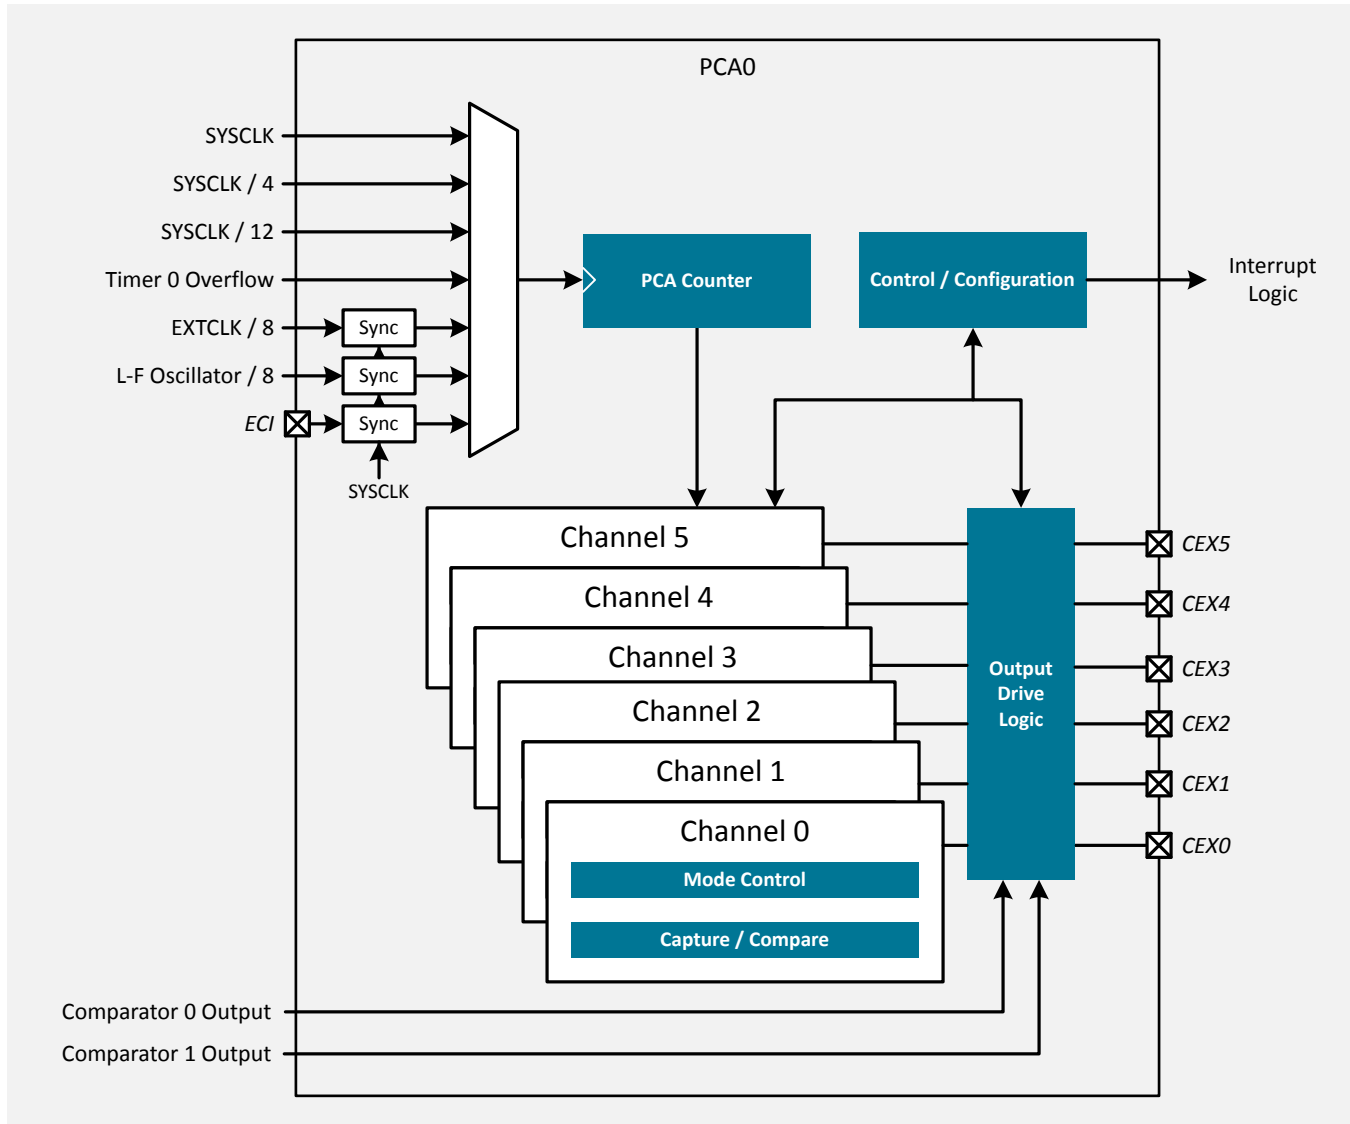 PCA0
SYSCLK
SYSCLK / 4
SYSCLK / 12
Timer 0 Overflow
EXTCLK / 8
Sync
L-F Oscillator / 8
Sync
ECI
Sync
SYSCLK
PCA Counter
Control / Configuration
Interrupt
Logic
Channel 5
Channel 4
Channel 3
Channel 2
Channel 1
Channel 0
Mode Control
Capture / Compare
Output
Drive
Logic
CEX5
CEX4
CEX3
CEX2
CEX1
CEX0
Comparator 0 Output
Comparator 1 Output